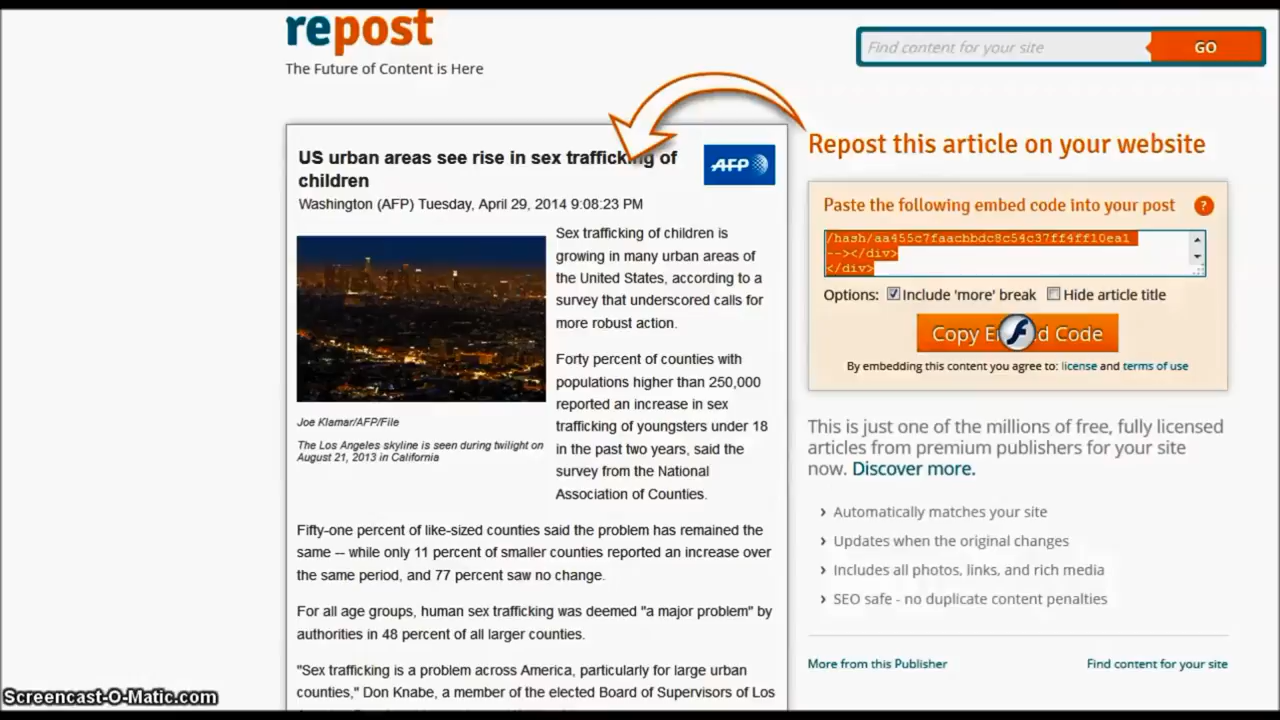 repost
The Future of Content is Here
Find content for your site
GO
US urban areas see rise in sex trafficking of
children
AFP
Washington (AFP) Tuesday, April 29, 2014 9:08:23 PM
Sex trafficking of children is
growing in many urban areas of
the United States, according to a
survey that underscored calls for
more robust action.
Forty percent of counties with
populations higher than 250,000
reported an increase in sex
trafficking of youngsters under 18
in the past two years, said the
survey from the National
Association of Counties.
Joe Klamar/AFP/File
The Los Angeles skyline is seen during twilight on
August 21, 2013 in California
Fifty-one percent of like-sized counties said the problem has remained the
same -- while only 11 percent of smaller counties reported an increase over
the same period, and 77 percent saw no change.
For all age groups, human sex trafficking was deemed "a major problem" by
authorities in 48 percent of all larger counties.
"Sex trafficking is a problem across America, particularly for large urban
counties," Don Knabe, a member of the elected Board of Supervisors of Los
Repost this article on your website
Paste the following embed code into your post
?
/hash/aa455c7faacbbdc8c54c37ff4ff10ea1
--></div>
</div>
Options: Include 'more' break Hide article title
Copy Embed Code
By embedding this content you agree to: license and terms of use
This is just one of the millions of free, fully licensed
articles from premium publishers for your site
now. Discover more.
› Automatically matches your site
› Updates when the original changes
› Includes all photos, links, and rich media
› SEO safe - no duplicate content penalties
More from this Publisher
Find content for your site
Screencast-O-Matic.com